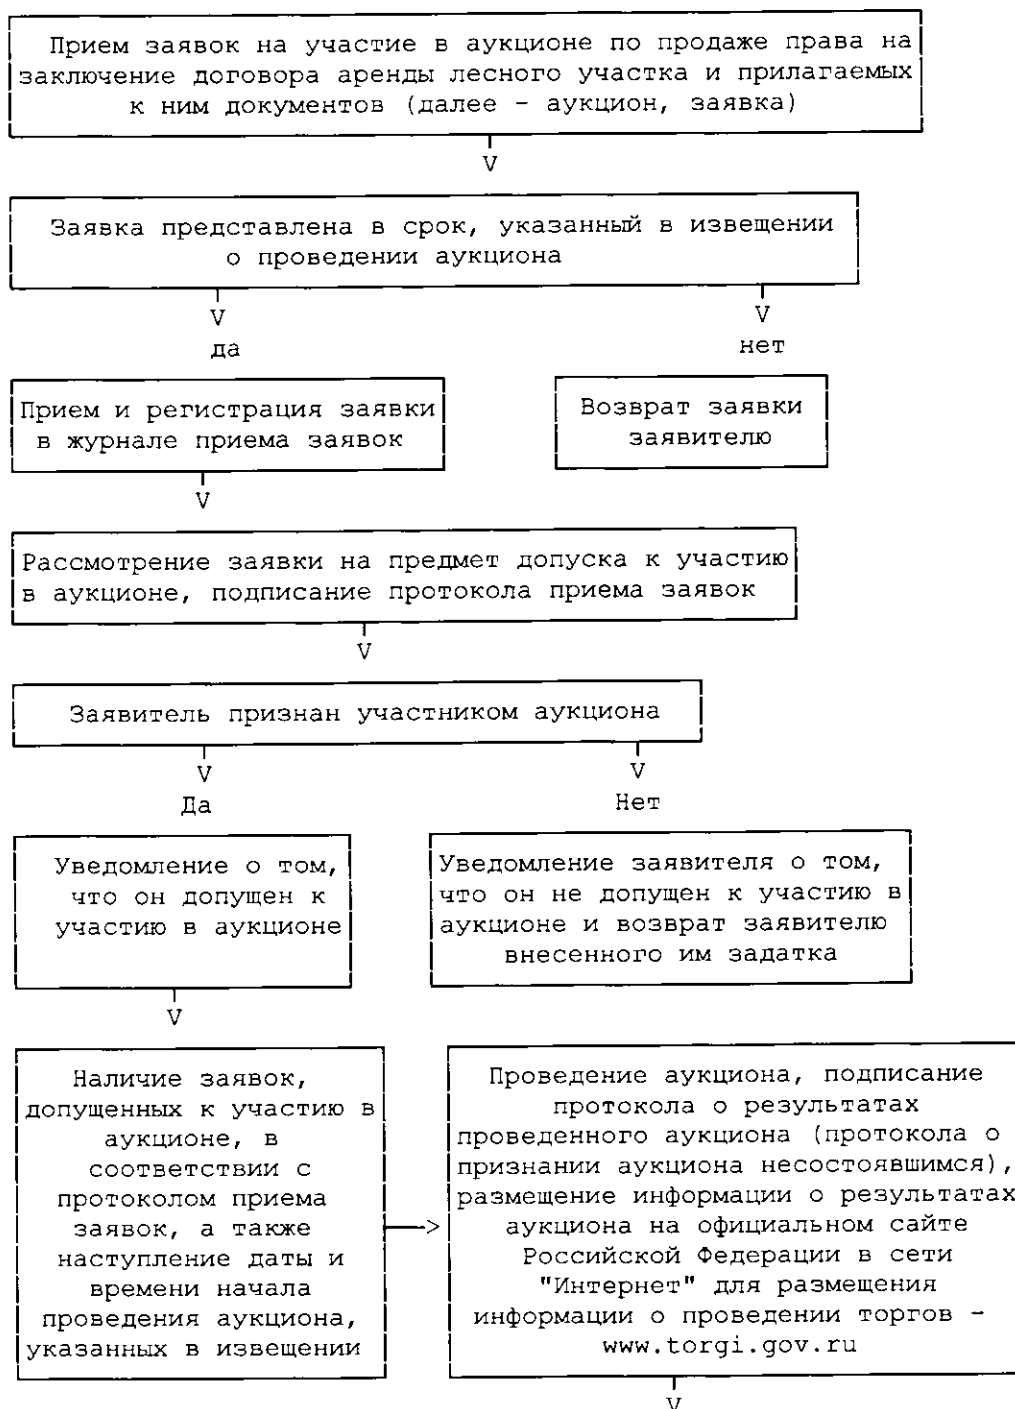 Прием заявок на участие в аукционе по продаже права на
заключение договора аренды лесного участка и прилагаемых
к ним документов (далее - аукцион, заявка)
V
Заявка представлена в срок, указанный в извещении
о проведении аукциона
V V
да нет
Прием и регистрация заявки
в журнале приема заявок
Возврат заявки
заявителю
V
Рассмотрение заявки на предмет допуска к участию
в аукционе, подписание протокола приема заявок
V
Заявитель признан участником аукциона
V V
Да Нет
Уведомление о том,
что он допущен к
участию в аукционе
Уведомление заявителя о том,
что он не допущен к участию в
аукционе и возврат заявителю
внесенного им задатка
V
Наличие заявок,
допущенных к участию в
аукционе, в
соответствии с
протоколом приема
заявок, а также
наступление даты и
времени начала
проведения аукциона,
указанных в извещении
>
Проведение аукциона, подписание
протокола о результатах
проведенного аукциона (протокола о
признании аукциона несостоявшимся),
размещение информации о результатах
аукциона на официальном сайте
Российской Федерации в сети
"Интернет" для размещения
информации о проведении торгов -
www.torgi.gov.ru
V